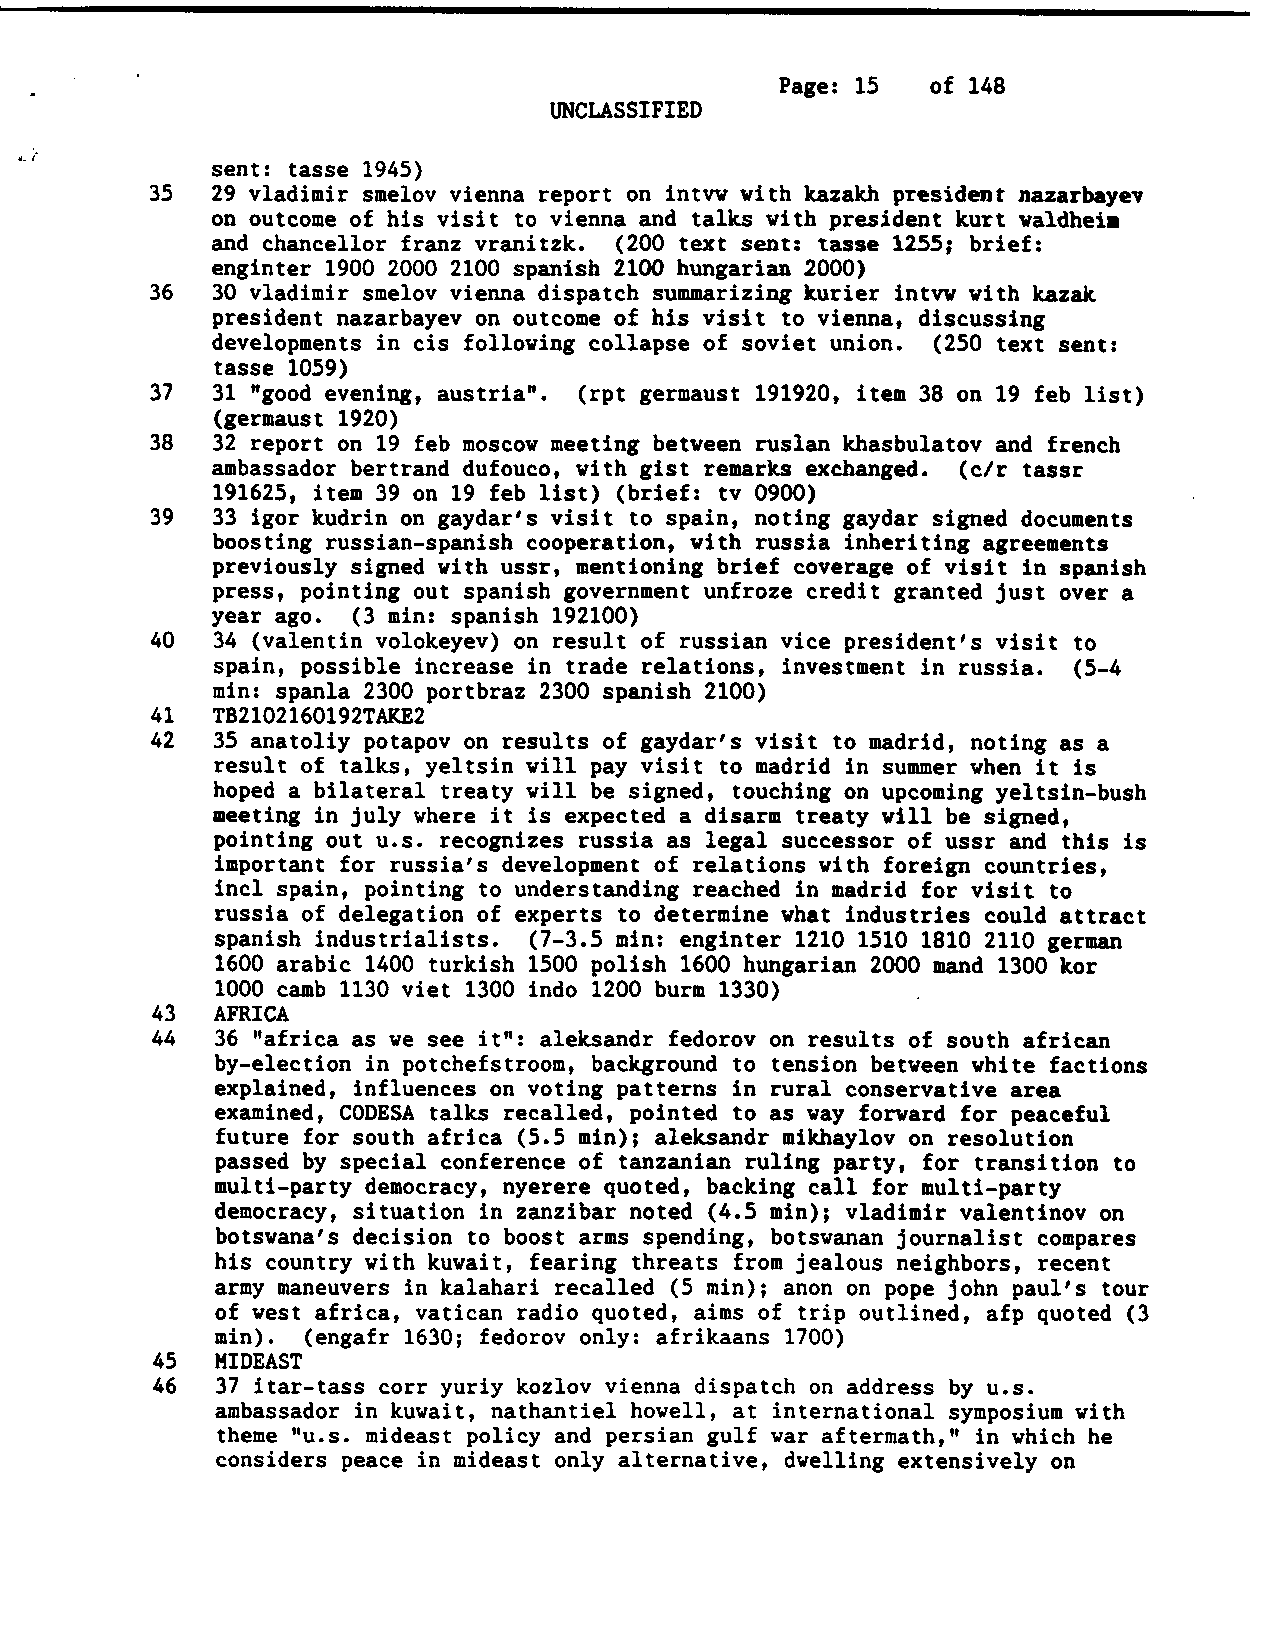 Page: 15 of 148
UNCLASSIFIED
sent: tasse 1945)
35 29 vladimir smelov vienna report on intvw with kazakh president nazarbayev
on outcome of his visit to vienna and talks with president kurt waldheim
and chancellor franz vranitzk. (200 text sent: tasse 1255; brief:
enginter 1900 2000 2100 spanish 2100 hungarian 2000)
36 30 vladimir smelov vienna dispatch summarizing kurier intvw with kazak
president nazarbayev on outcome of his visit to vienna, discussing
developments in cis following collapse of soviet union. (250 text sent:
tasse 1059)
37 31 "good evening, austria". (rpt germaust 191920, item 38 on 19 feb list)
(germaust 1920)
38 32 report on 19 feb moscow meeting between ruslan khasbulatov and french
ambassador bertrand dufouco, with gist remarks exchanged. (c/r tassr
191625, item 39 on 19 feb list) (brief: tv 0900)
39 33 igor kudrin on gaydar's visit to spain, noting gaydar signed documents
boosting russian-spanish cooperation, with russia inheriting agreements
previously signed with ussr, mentioning brief coverage of visit in spanish
press, pointing out spanish government unfroze credit granted just over a
year ago. (3 min: spanish 192100)
40 34 (valentin volokeyev) on result of russian vice president's visit to
spain, possible increase in trade relations, investment in russia. (5-4
min: spanla 2300 portbraz 2300 spanish 2100)
41 TB2102160192TAKE2
42 35 anatoliy potapov on results of gaydar's visit to madrid, noting as a
result of talks, yeltsin will pay visit to madrid in summer when it is
hoped a bilateral treaty will be signed, touching on upcoming yeltsin-bush
meeting in july where it is expected a disarm treaty will be signed,
pointing out u.s. recognizes russia as legal successor of ussr and this is
important for russia's development of relations with foreign countries,
incl spain, pointing to understanding reached in madrid for visit to
russia of delegation of experts to determine what industries could attract
spanish industrialists. (7-3.5 min: enginter 1210 1510 1810 2110 german
1600 arabic 1400 turkish 1500 polish 1600 hungarian 2000 mand 1300 kor
1000 camb 1130 viet 1300 indo 1200 burm 1330)
43 AFRICA
44 36 "africa as we see it": aleksandr fedorov on results of south african
by-election in potchefstroom, background to tension between white factions
explained, influences on voting patterns in rural conservative area
examined, CODESA talks recalled, pointed to as way forward for peaceful
future for south africa (5.5 min); aleksandr mikhaylov on resolution
passed by special conference of tanzanian ruling party, for transition to
multi-party democracy, nyerere quoted, backing call for multi-party
democracy, situation in zanzibar noted (4.5 min); vladimir valentinov on
botswana's decision to boost arms spending, botswanan journalist compares
his country with kuwait, fearing threats from jealous neighbors, recent
army maneuvers in kalahari recalled (5 min); anon on pope john paul's tour
of west africa, vatican radio quoted, aims of trip outlined, afp quoted (3
min). (engafr 1630; fedorov only: afrikaans 1700)
45 MIDEAST
46 37 itar-tass corr yuriy kozlov vienna dispatch on address by u.s.
ambassador in kuwait, nathantiel howell, at international symposium with
theme "u.s. mideast policy and persian gulf war aftermath," in which he
considers peace in mideast only alternative, dwelling extensively on